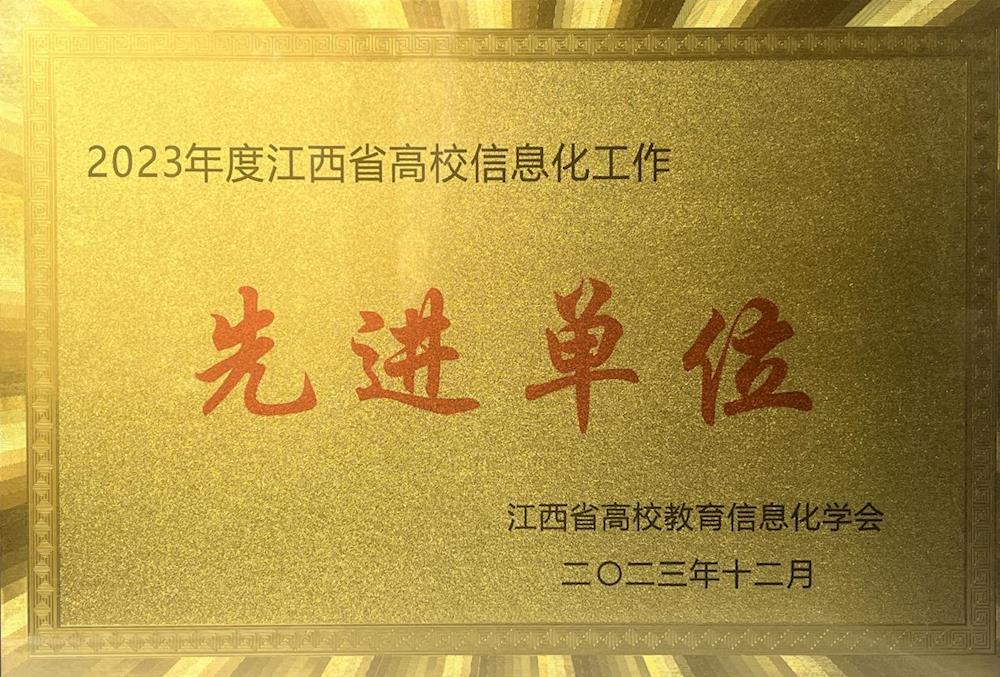 2023年度江西省高校信息化工作
先进单位
江西省高校教育信息化学会
二〇二三年十二月